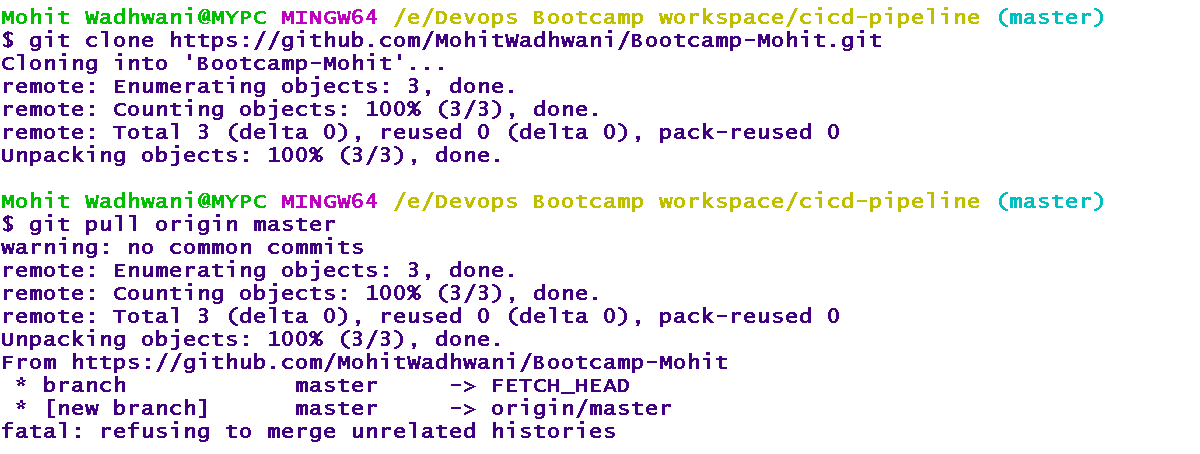 Mohit Wadhwani@MYPC MINGW64 /e/Devops Bootcamp workspace/cicd-pipeline (master)
$ git clone https://github.com/MohitWadhwani/Bootcamp-Mohit.git
Cloning into 'Bootcamp-Mohit'...
remote: Enumerating objects: 3, done.
remote: Counting objects: 100% (3/3), done.
remote: Total 3 (delta 0), reused 0 (delta 0), pack-reused 0
Unpacking objects: 100% (3/3), done.
Mohit Wadhwani@MYPC MINGW64 /e/Devops Bootcamp workspace/cicd-pipeline (master)
$ git pull origin master
warning: no common commits
remote: Enumerating objects: 3, done.
remote: Counting objects: 100% (3/3), done.
remote: Total 3 (delta 0), reused 0 (delta 0), pack-reused 0
Unpacking objects: 100% (3/3), done.
From https://github.com/MohitWadhwani/Bootcamp-Mohit
 * branch            master     -> FETCH_HEAD
 * [new branch]      master     -> origin/master
fatal: refusing to merge unrelated histories